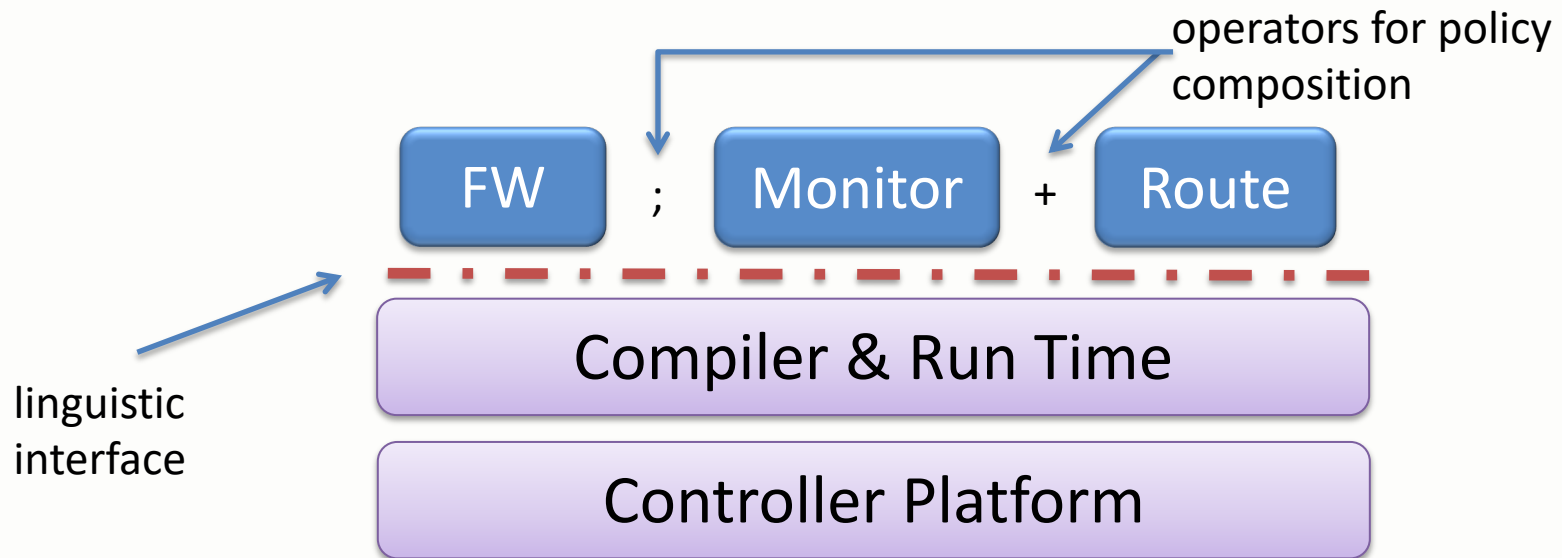 operators for policy
composition
FW ; Monitor + Route
Compiler & Run Time
linguistic
interface
Controller Platform